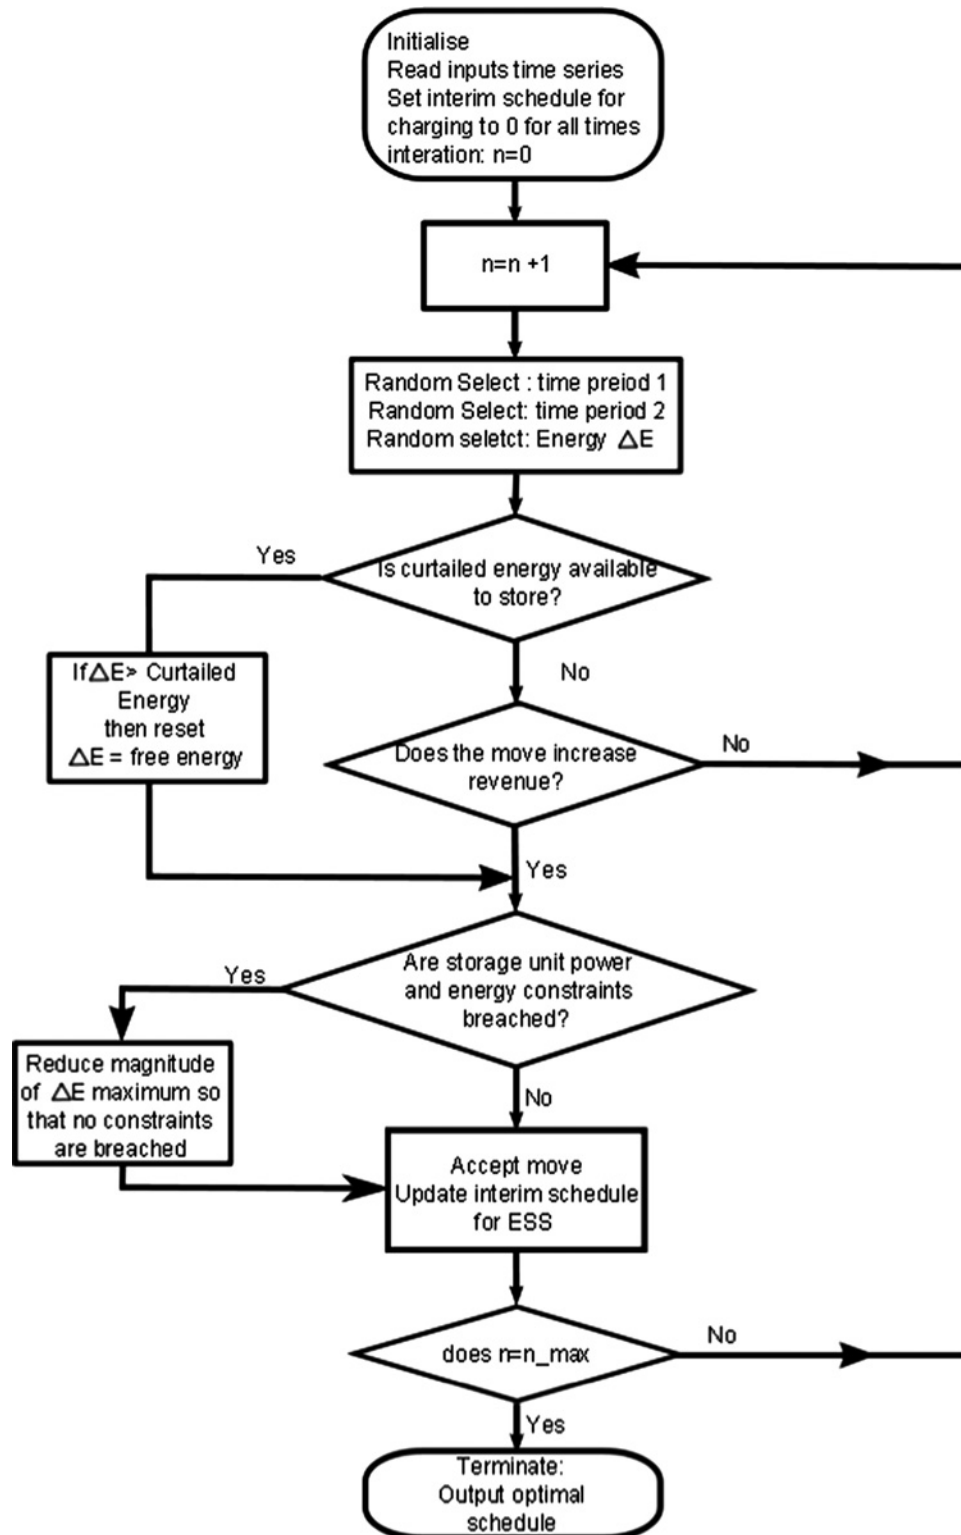 Initialise
Read inputs time series
Set interim schedule for
charging to 0 for all times
interation: n=0
n=n +1
Random Select : time preiod 1
Random Select: time period 2
Random seletct: Energy △E
Is curtailed energy available
to store?
Yes
No
If△E> Curtailed
Energy
then reset
△E = free energy
Does the move increase
revenue?
No
Yes
Are storage unit power
and energy constraints
breached?
Yes
No
Reduce magnitude
of △E maximum so
that no constraints
are breached
Accept move
Update interim schedule
for ESS
does n=n_max
No
Yes
Terminate:
Output optimal
schedule